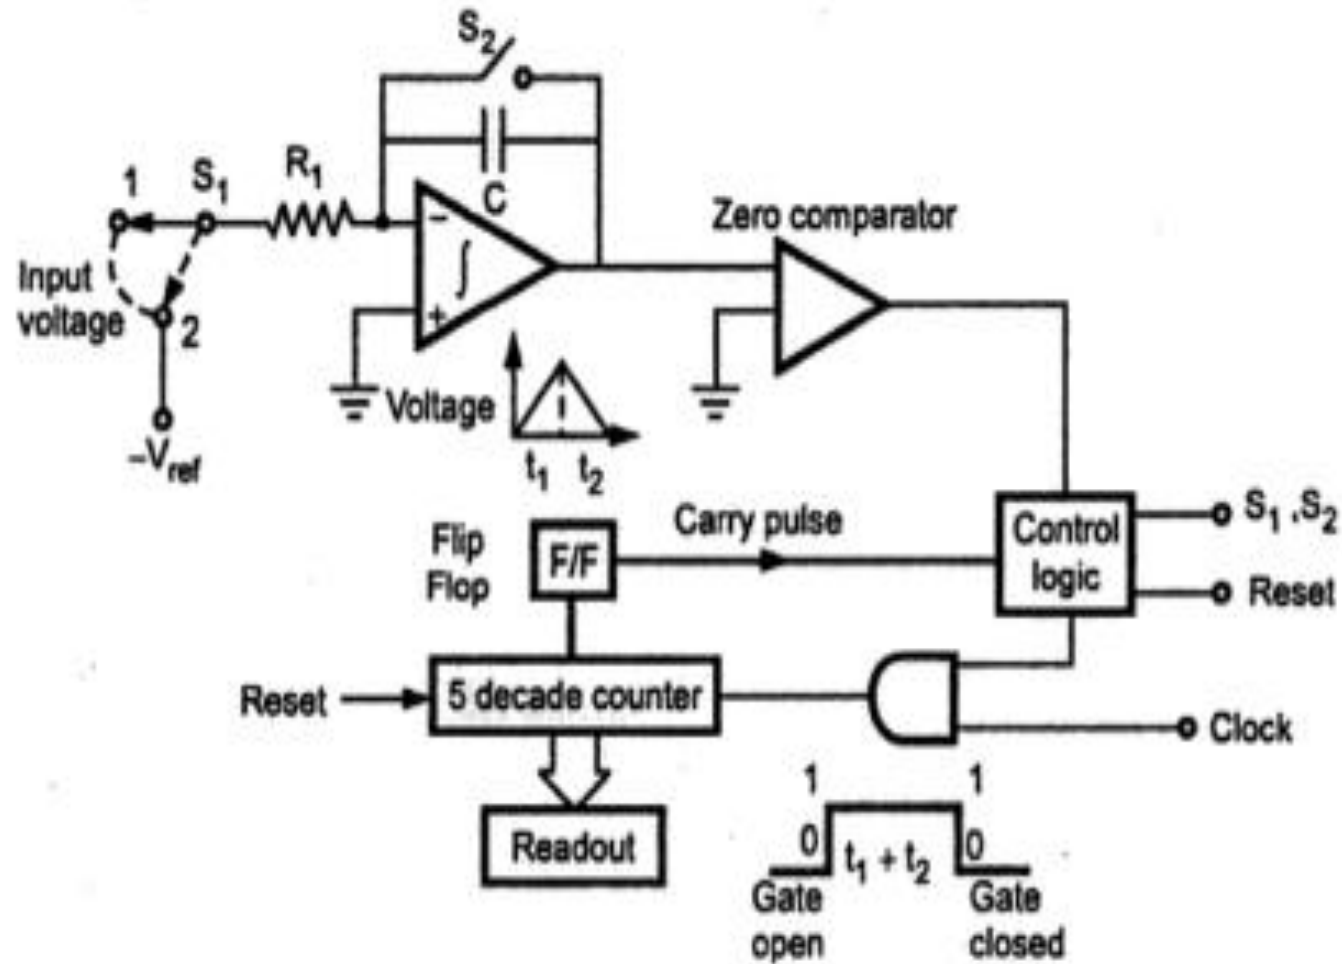 S2
1
S1
R1
C
Zero comparator
−
∫
+
Input
voltage
2
−Vref
Voltage
t1 t2
Carry pulse
Flip
Flop
F/F
Control
logic
S1 .S2
Reset
Reset
5 decade counter
Clock
Readout
1
1
0
0
t1 + t2
Gate
open
Gate
closed